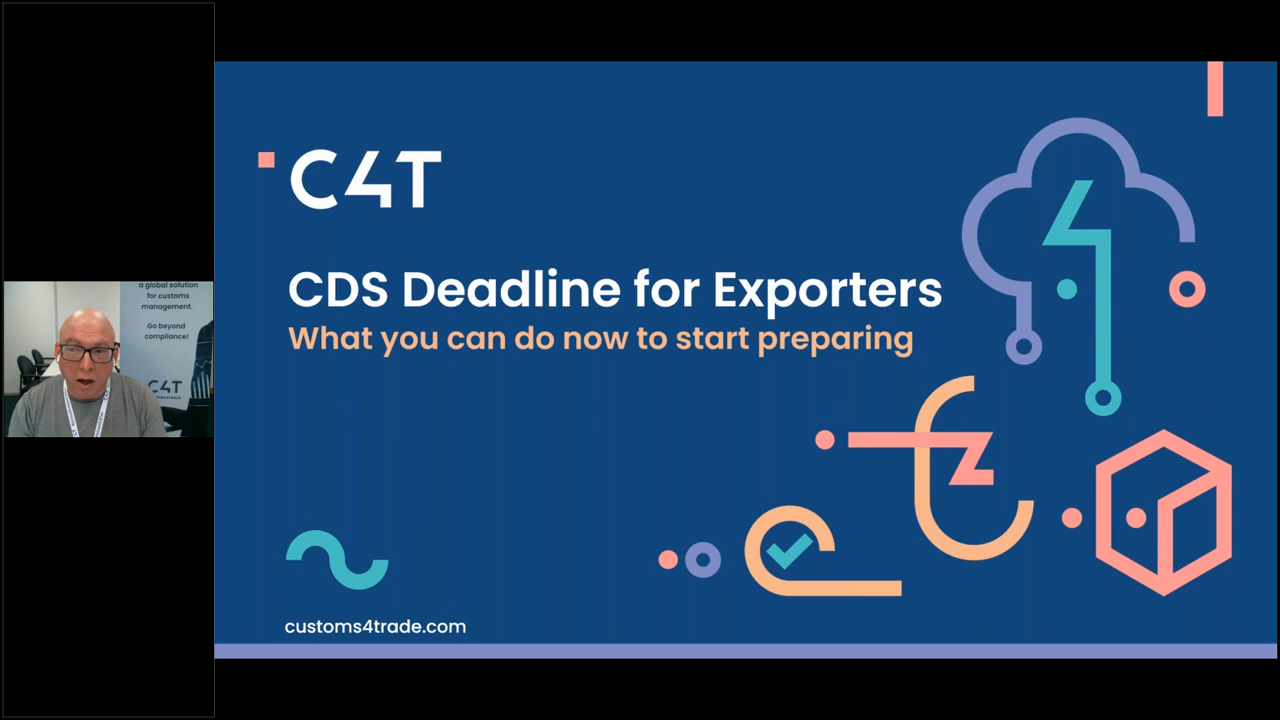 a global solution
for customs
management.
Go beyond
compliance!
C4T
C4T
CDS Deadline for Exporters
What you can do now to start preparing
customs4trade.com